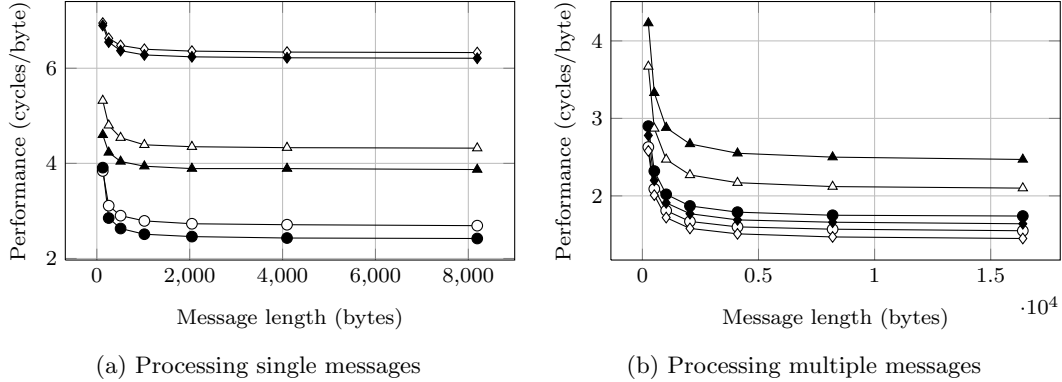 6
4
2
0
2,000
4,000
6,000
8,000
Performance (cycles/byte)
Message length (bytes)
(a) Processing single messages
4
3
2
0
0.5
1
1.5
·10⁴
Performance (cycles/byte)
Message length (bytes)
(b) Processing multiple messages